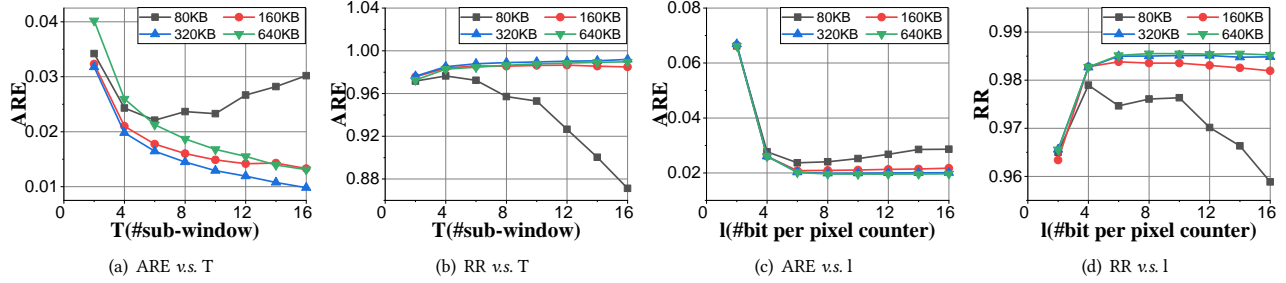 80KB 160KB
320KB 640KB
0.04
0.03
0.02
0.01
ARE
0 4 8 12 16
T(#sub-window)
(a) ARE v.s. T
80KB 160KB
320KB 640KB
1.04
1.00
0.96
0.92
0.88
ARE
0 4 8 12 16
T(#sub-window)
(b) RR v.s. T
80KB 160KB
320KB 640KB
0.08
0.06
0.04
0.02
ARE
0 4 8 12 16
l(#bit per pixel counter)
(c) ARE v.s. l
80KB 160KB
320KB 640KB
0.99
0.98
0.97
0.96
RR
0 4 8 12 16
l(#bit per pixel counter)
(d) RR v.s. l